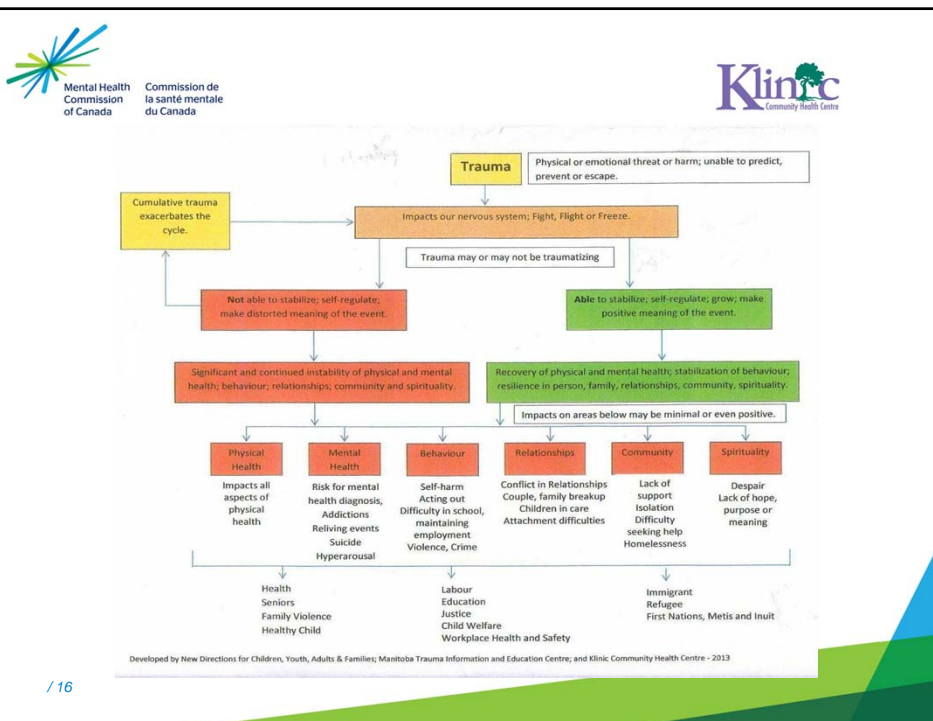 Mental Health
Commission
of Canada
Commission de
la santé mentale
du Canada
Klinic
Community Health Centre
Trauma
Physical or emotional threat or harm; unable to predict,
prevent or escape.
Cumulative trauma
exacerbates the
cycle.
Impacts our nervous system; Fight, Flight or Freeze.
Trauma may or may not be traumatizing
Not able to stabilize; self-regulate;
make distorted meaning of the event.
Able to stabilize; self-regulate; grow; make
positive meaning of the event.
Significant and continued instability of physical and mental
health; behaviour; relationships; community and spirituality.
Recovery of physical and mental health; stabilization of behaviour;
resilience in person, family, relationships, community, spirituality.
Impacts on areas below may be minimal or even positive.
Physical
Health
Mental
Health
Behaviour
Relationships
Community
Spirituality
Impacts all
aspects of
physical
health
Risk for mental
health diagnosis,
Addictions
Reliving events
Suicide
Hyperarousal
Self-harm
Acting out
Difficulty in school,
maintaining
employment
Violence, Crime
Conflict in Relationships
Couple, family breakup
Children in care
Attachment difficulties
Lack of
support
Isolation
Difficulty
seeking help
Homelessness
Despair
Lack of hope,
purpose or
meaning
Health
Seniors
Family Violence
Healthy Child
Labour
Education
Justice
Child Welfare
Workplace Health and Safety
Immigrant
Refugee
First Nations, Metis and Inuit
Developed by New Directions for Children, Youth, Adults & Families; Manitoba Trauma Information and Education Centre; and Klinic Community Health Centre - 2013
/ 16